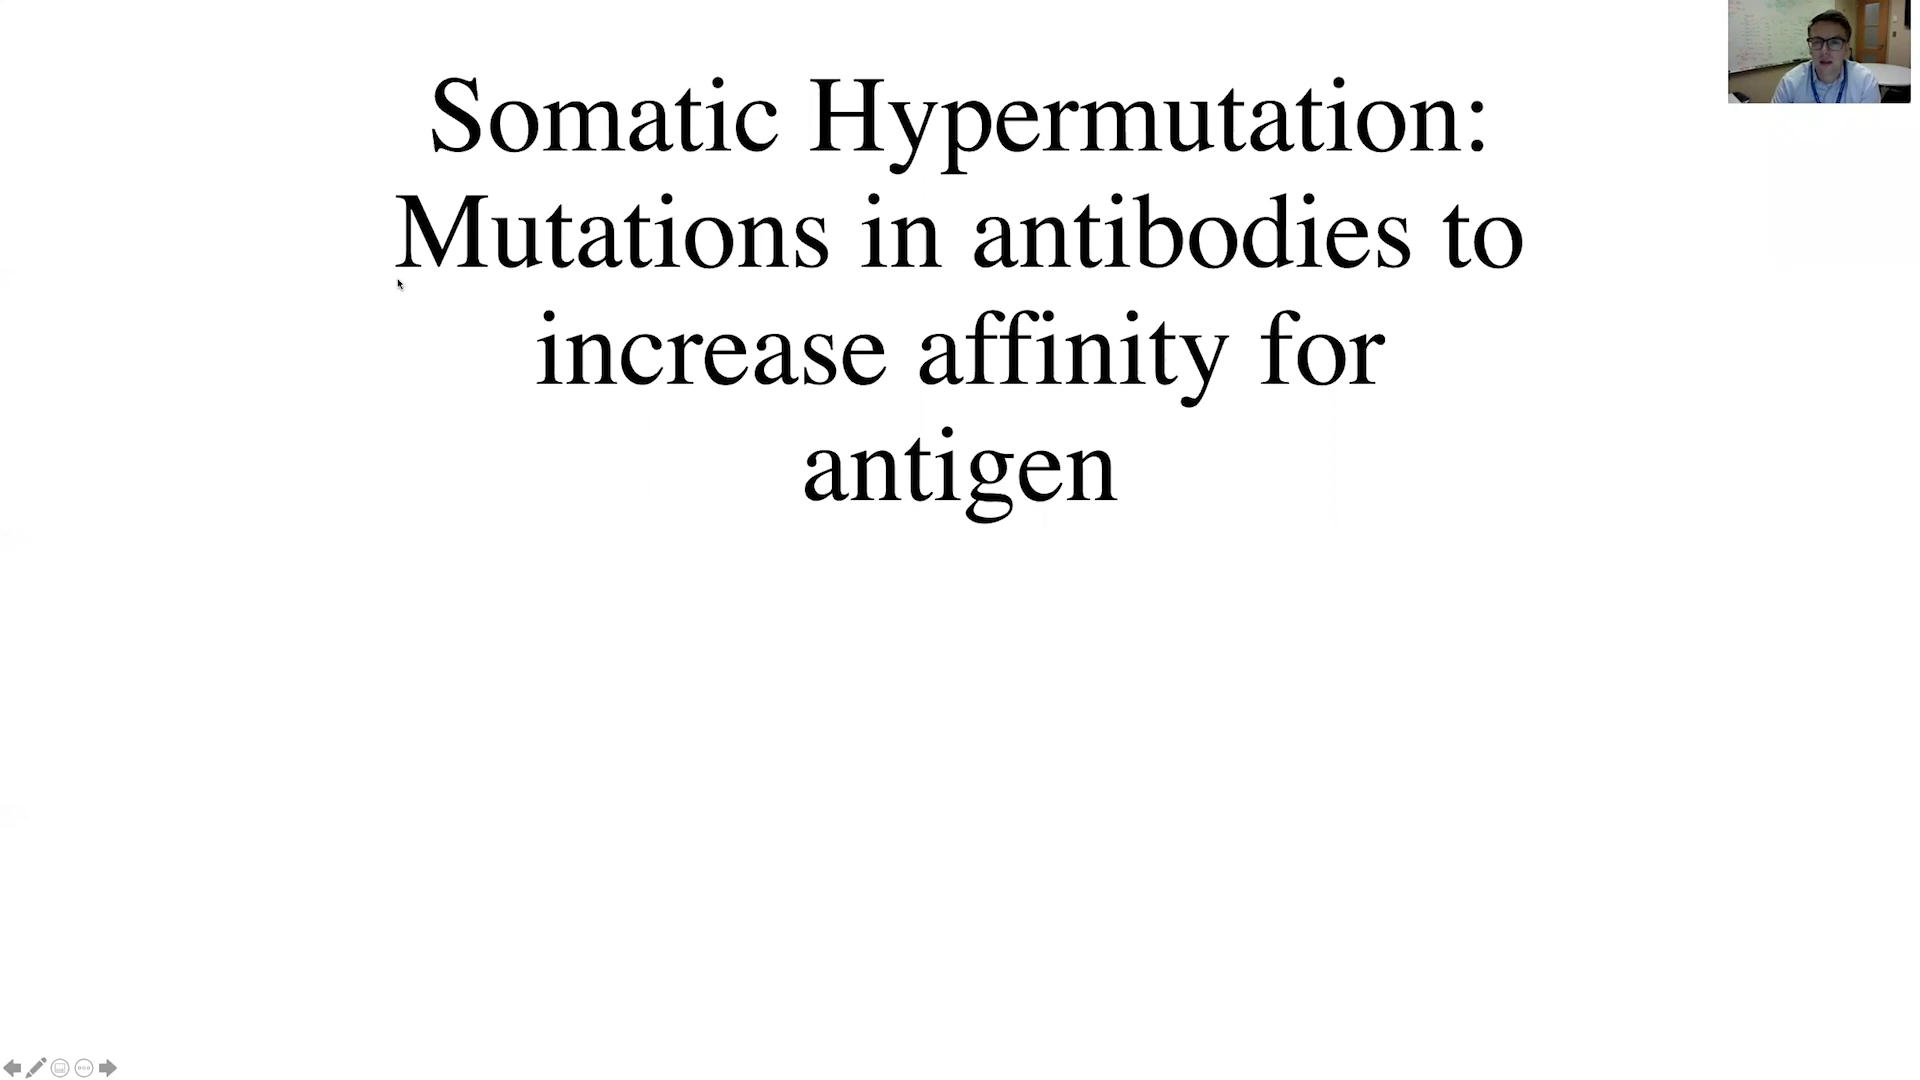 Somatic Hypermutation:
Mutations in antibodies to
increase affinity for
antigen